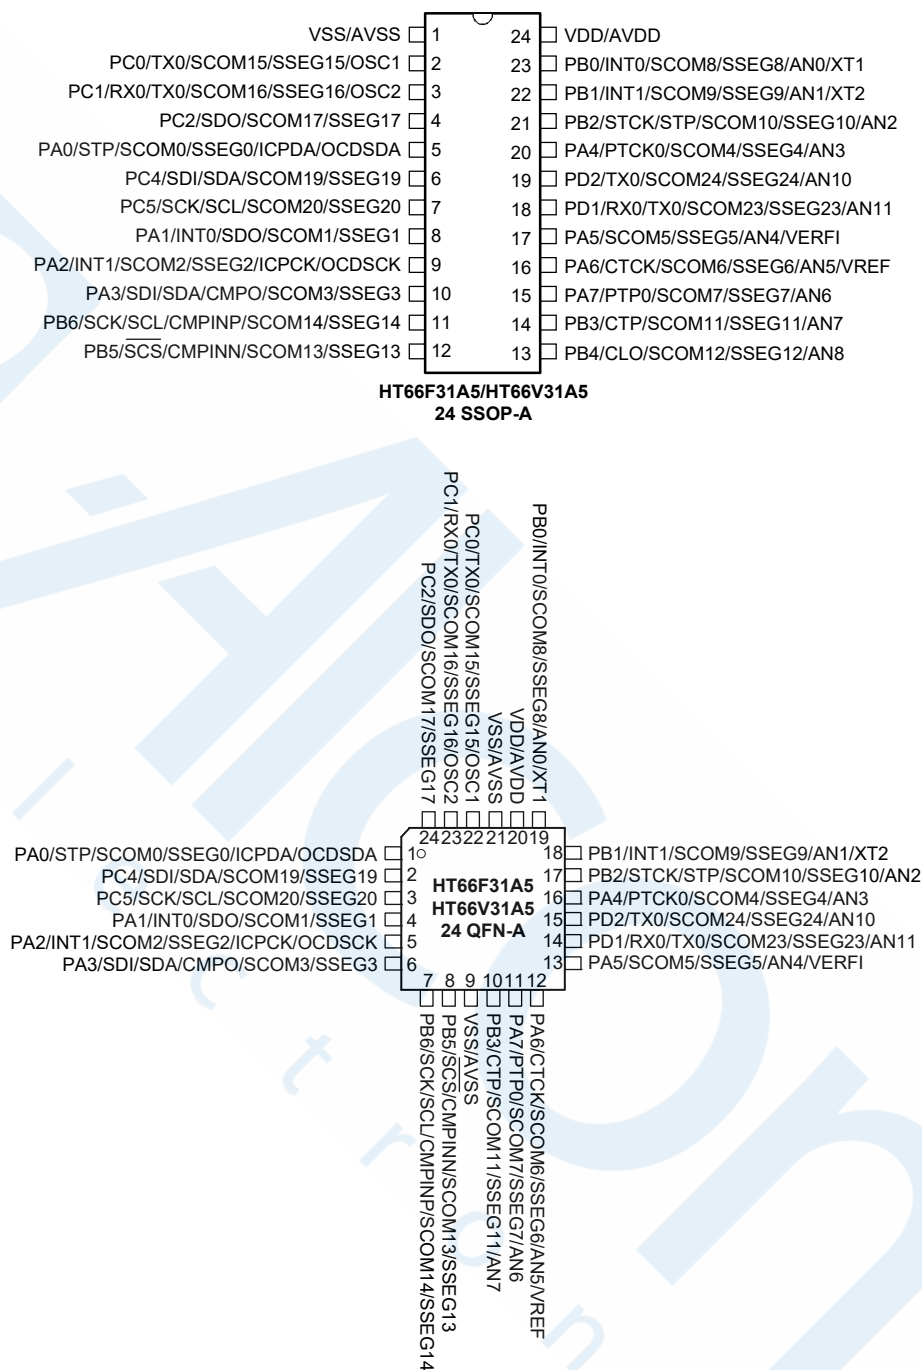 VSS/AVSS 1 24 VDD/AVDD
PC0/TX0/SCOM15/SSEG15/OSC1 2 23 PB0/INT0/SCOM8/SSEG8/AN0/XT1
PC1/RX0/TX0/SCOM16/SSEG16/OSC2 3 22 PB1/INT1/SCOM9/SSEG9/AN1/XT2
PC2/SDO/SCOM17/SSEG17 4 21 PB2/STCK/STP/SCOM10/SSEG10/AN2
PA0/STP/SCOM0/SSEG0/ICPDA/OCDSDA 5 20 PA4/PTCK0/SCOM4/SSEG4/AN3
PC4/SDI/SDA/SCOM19/SSEG19 6 19 PD2/TX0/SCOM24/SSEG24/AN10
PC5/SCK/SCL/SCOM20/SSEG20 7 18 PD1/RX0/TX0/SCOM23/SSEG23/AN11
PA1/INT0/SDO/SCOM1/SSEG1 8 17 PA5/SCOM5/SSEG5/AN4/VERFI
PA2/INT1/SCOM2/SSEG2/ICPCK/OCDSCK 9 16 PA6/CTCK/SCOM6/SSEG6/AN5/VREF
PA3/SDI/SDA/CMPO/SCOM3/SSEG3 10 15 PA7/PTP0/SCOM7/SSEG7/AN6
PB6/SCK/SCL/CMPINP/SCOM14/SSEG14 11 14 PB3/CTP/SCOM11/SSEG11/AN7
PB5/SCS/CMPINN/SCOM13/SSEG13 12 13 PB4/CLO/SCOM12/SSEG12/AN8
HT66F31A5/HT66V31A5
24 SSOP-A
PC2/SDO/SCOM17/SSEG17
PC1/RX0/TX0/SCOM16/SSEG16/OSC2
PC0/TX0/SCOM15/SSEG15/OSC1
VSS/AVSS
VDD/AVDD
PB0/INT0/SCOM8/SSEG8/AN0/XT1
24 23 22 21 20 19
PA0/STP/SCOM0/SSEG0/ICPDA/OCDSDA 1 18 PB1/INT1/SCOM9/SSEG9/AN1/XT2
PC4/SDI/SDA/SCOM19/SSEG19 2 17 PB2/STCK/STP/SCOM10/SSEG10/AN2
PC5/SCK/SCL/SCOM20/SSEG20 3 16 PA4/PTCK0/SCOM4/SSEG4/AN3
PA1/INT0/SDO/SCOM1/SSEG1 4 15 PD2/TX0/SCOM24/SSEG24/AN10
PA2/INT1/SCOM2/SSEG2/ICPCK/OCDSCK 5 14 PD1/RX0/TX0/SCOM23/SSEG23/AN11
PA3/SDI/SDA/CMPO/SCOM3/SSEG3 6 13 PA5/SCOM5/SSEG5/AN4/VERFI
HT66F31A5
HT66V31A5
24 QFN-A
7 8 9 10 11 12
PB6/SCK/SCL/CMPINP/SCOM14/SSEG14
PB5/SCS/CMPINN/SCOM13/SSEG13
VSS/AVSS
PB3/CTP/SCOM11/SSEG11/AN7
PA7/PTP0/SCOM7/SSEG7/AN6
PA6/CTCK/SCOM6/SSEG6/AN5/VREF